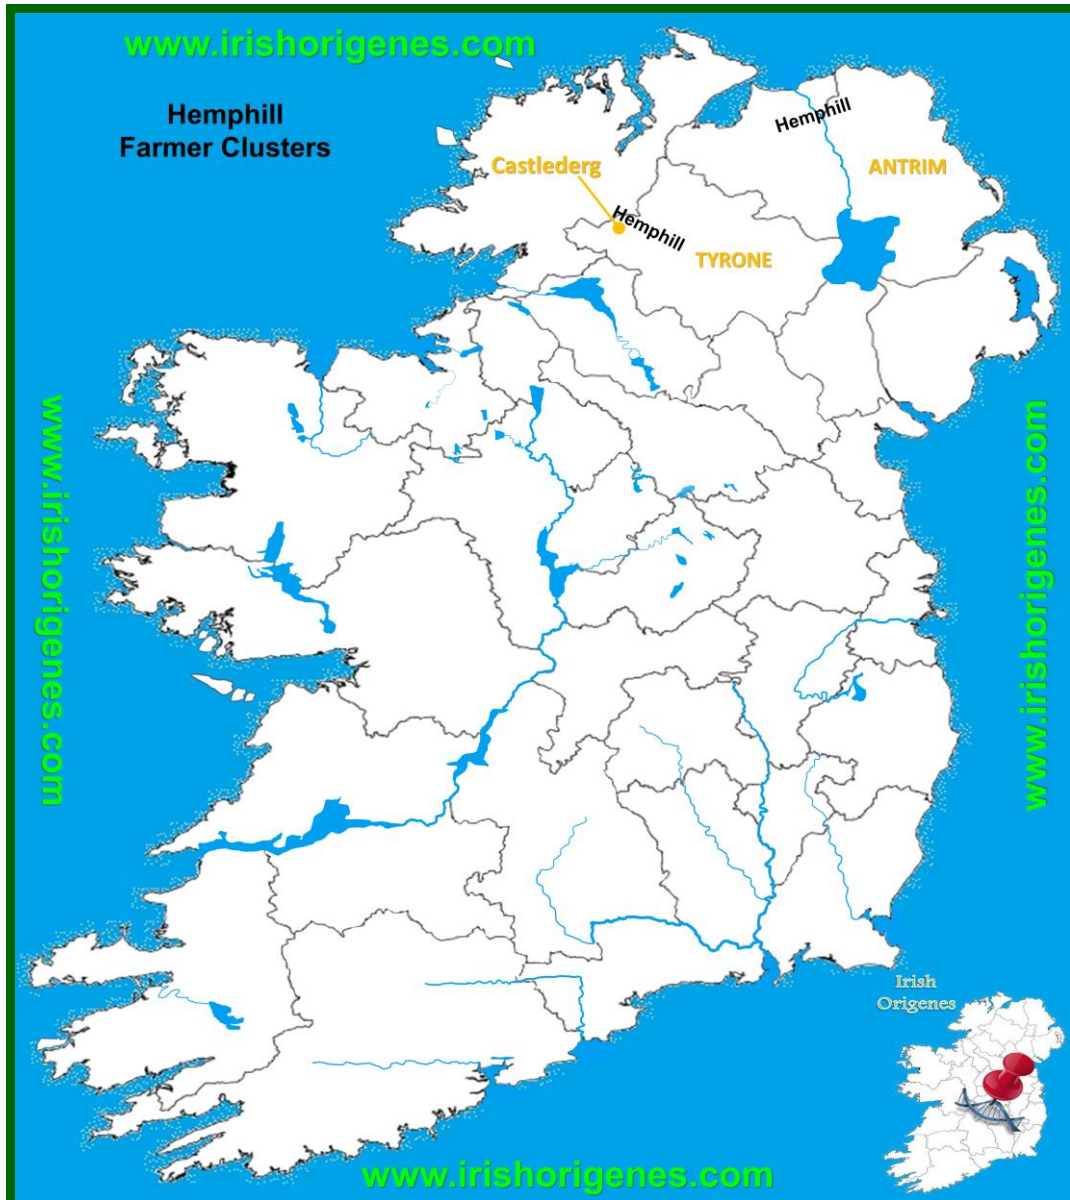 www.irishorigenes.com
Hemphill
Farmer Clusters
Hemphill
Castlederg
ANTRIM
Hemphill
TYRONE
www.irishorigenes.com
www.irishorigenes.com
Irish
Origenes
www.irishorigenes.com